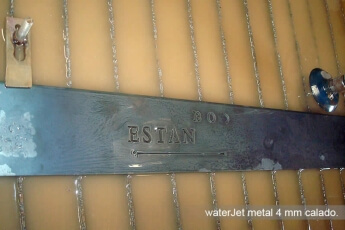 ESTAN
waterJet metal 4 mm calado.